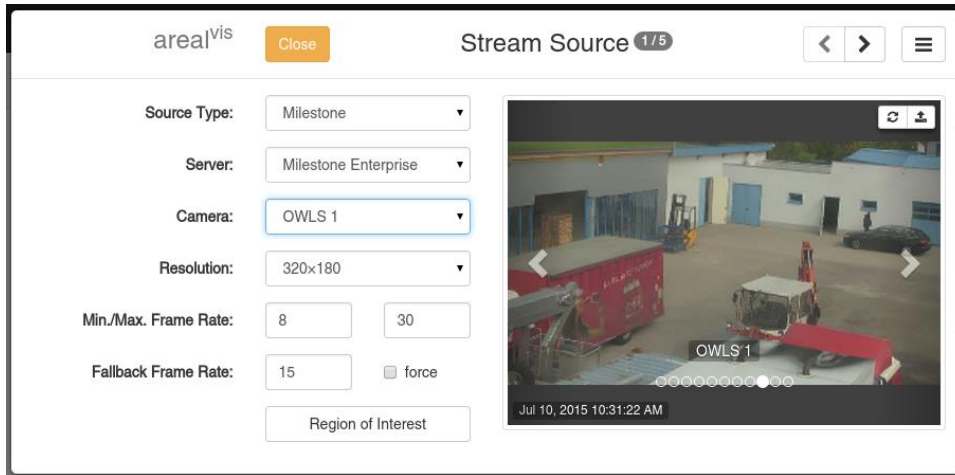 arealvis
Close
Stream Source 1/5
Source Type:
Milestone
Server:
Milestone Enterprise
Camera:
OWLS 1
Resolution:
320×180
Min./Max. Frame Rate:
8
30
Fallback Frame Rate:
15
force
Region of Interest
OWLS 1
Jul 10, 2015 10:31:22 AM